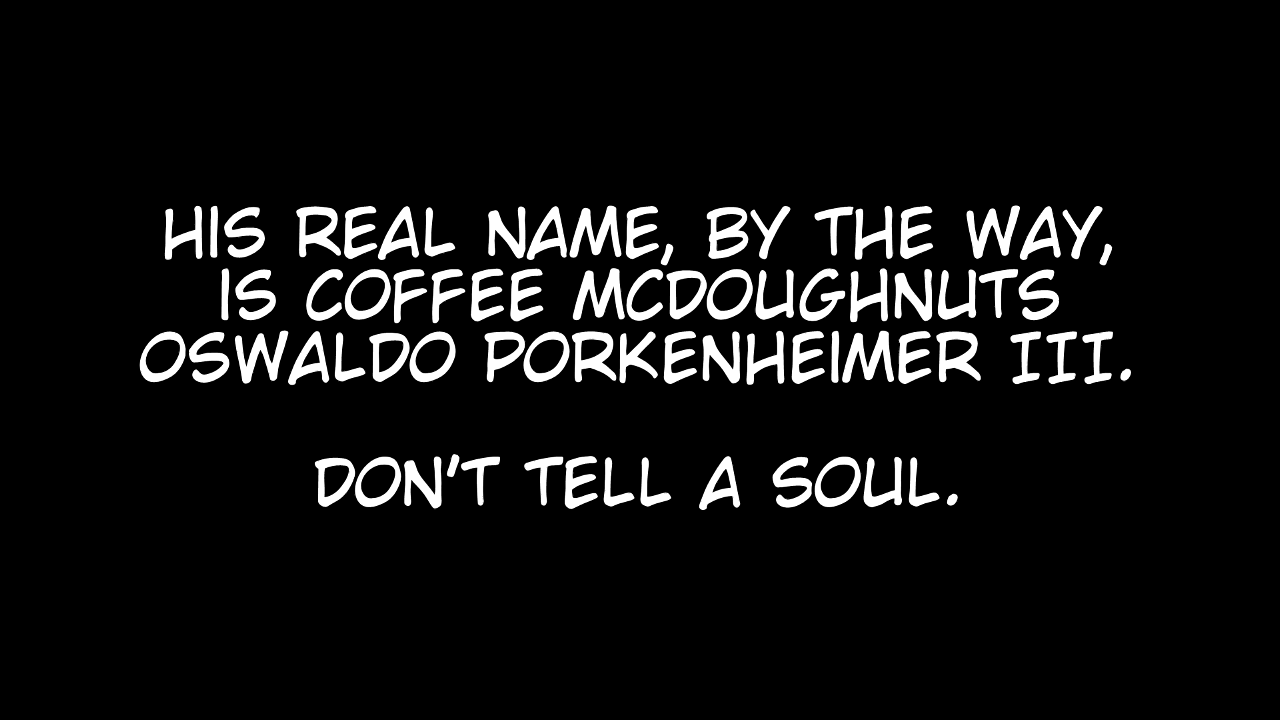 HIS REAL NAME, BY THE WAY,
IS COFFEE MCDOUGHNUTS
OSWALDO PORKENHEIMER III.
DON'T TELL A SOUL.